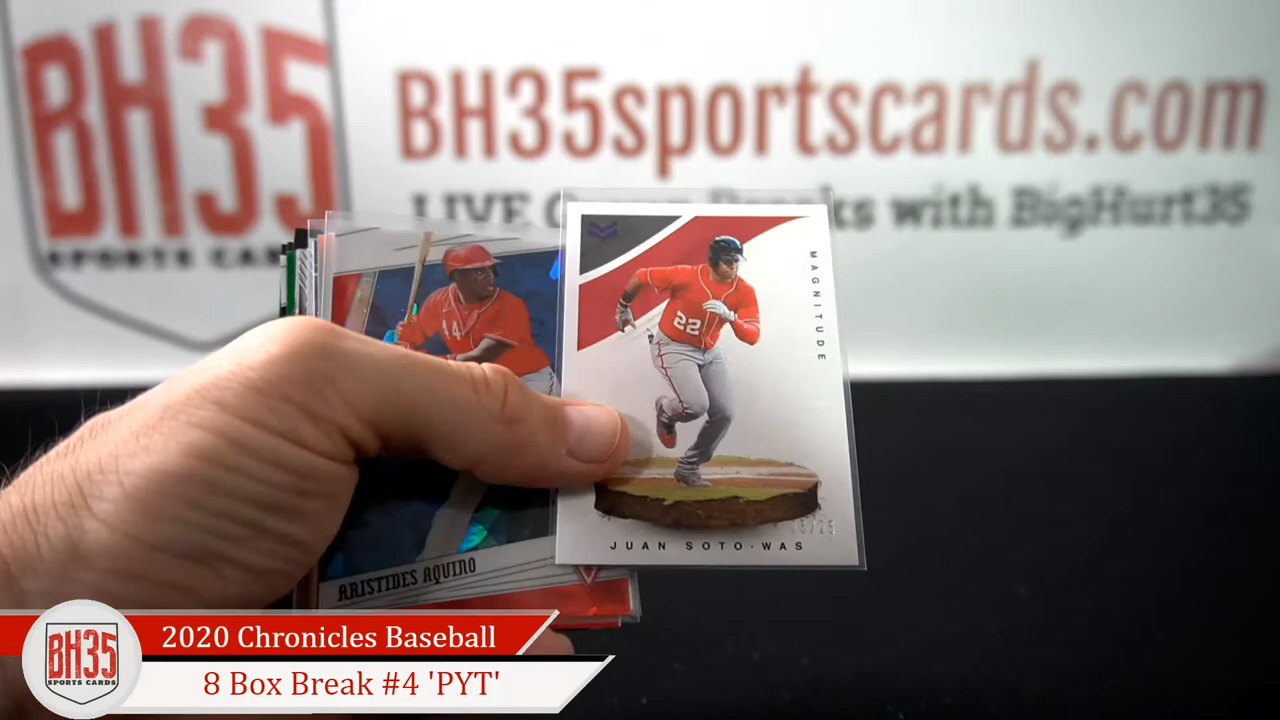 BH35
SPORTS CARDS
BH35sportscards.com
LIVE
ks with BigHurt35
MAGNITUDE
22
44
JUAN SOTO-WAS
ARISTIDES AQUINO
BH35
SPORTS CARDS
2020 Chronicles Baseball
8 Box Break #4 'PYT'